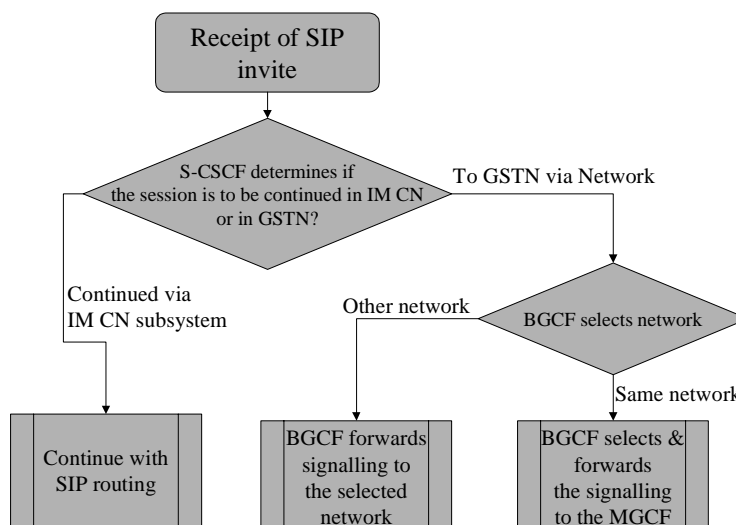 Receipt of SIP
invite
S-CSCF determines if
the session is to be continued in IM CN
or in GSTN?
To GSTN via Network
Continued via
IM CN subsystem
Other network
BGCF selects network
Same network
Continue with
SIP routing
BGCF forwards
signalling to
the selected
network
BGCF selects &
forwards
the signalling
to the MGCF